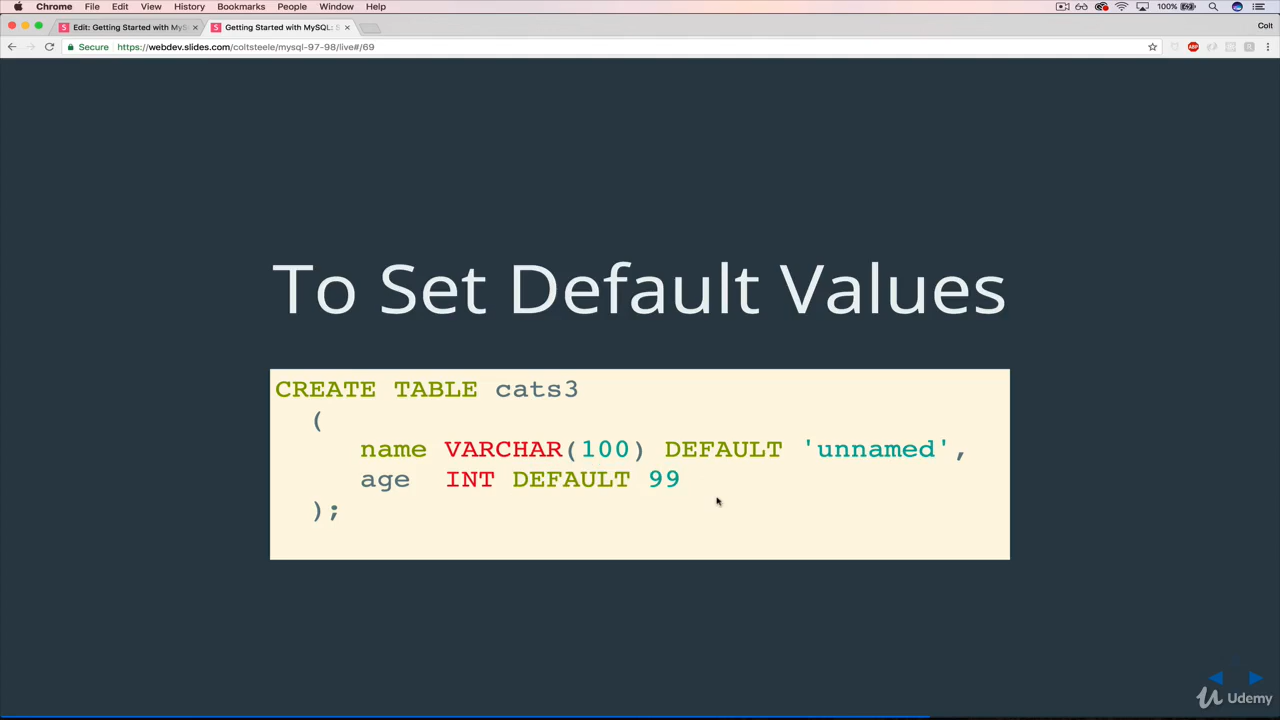 Chrome File Edit View History Bookmarks People Window Help 100%
Edit: Getting Started with MyS
Getting Started with MySQL: S
Colt
Secure https://webdev.slides.com/coltsteele/mysql-97-98/live#/69
ABP
To Set Default Values
CREATE TABLE cats3
(
name VARCHAR(100) DEFAULT 'unnamed',
age INT DEFAULT 99
);
Udemy